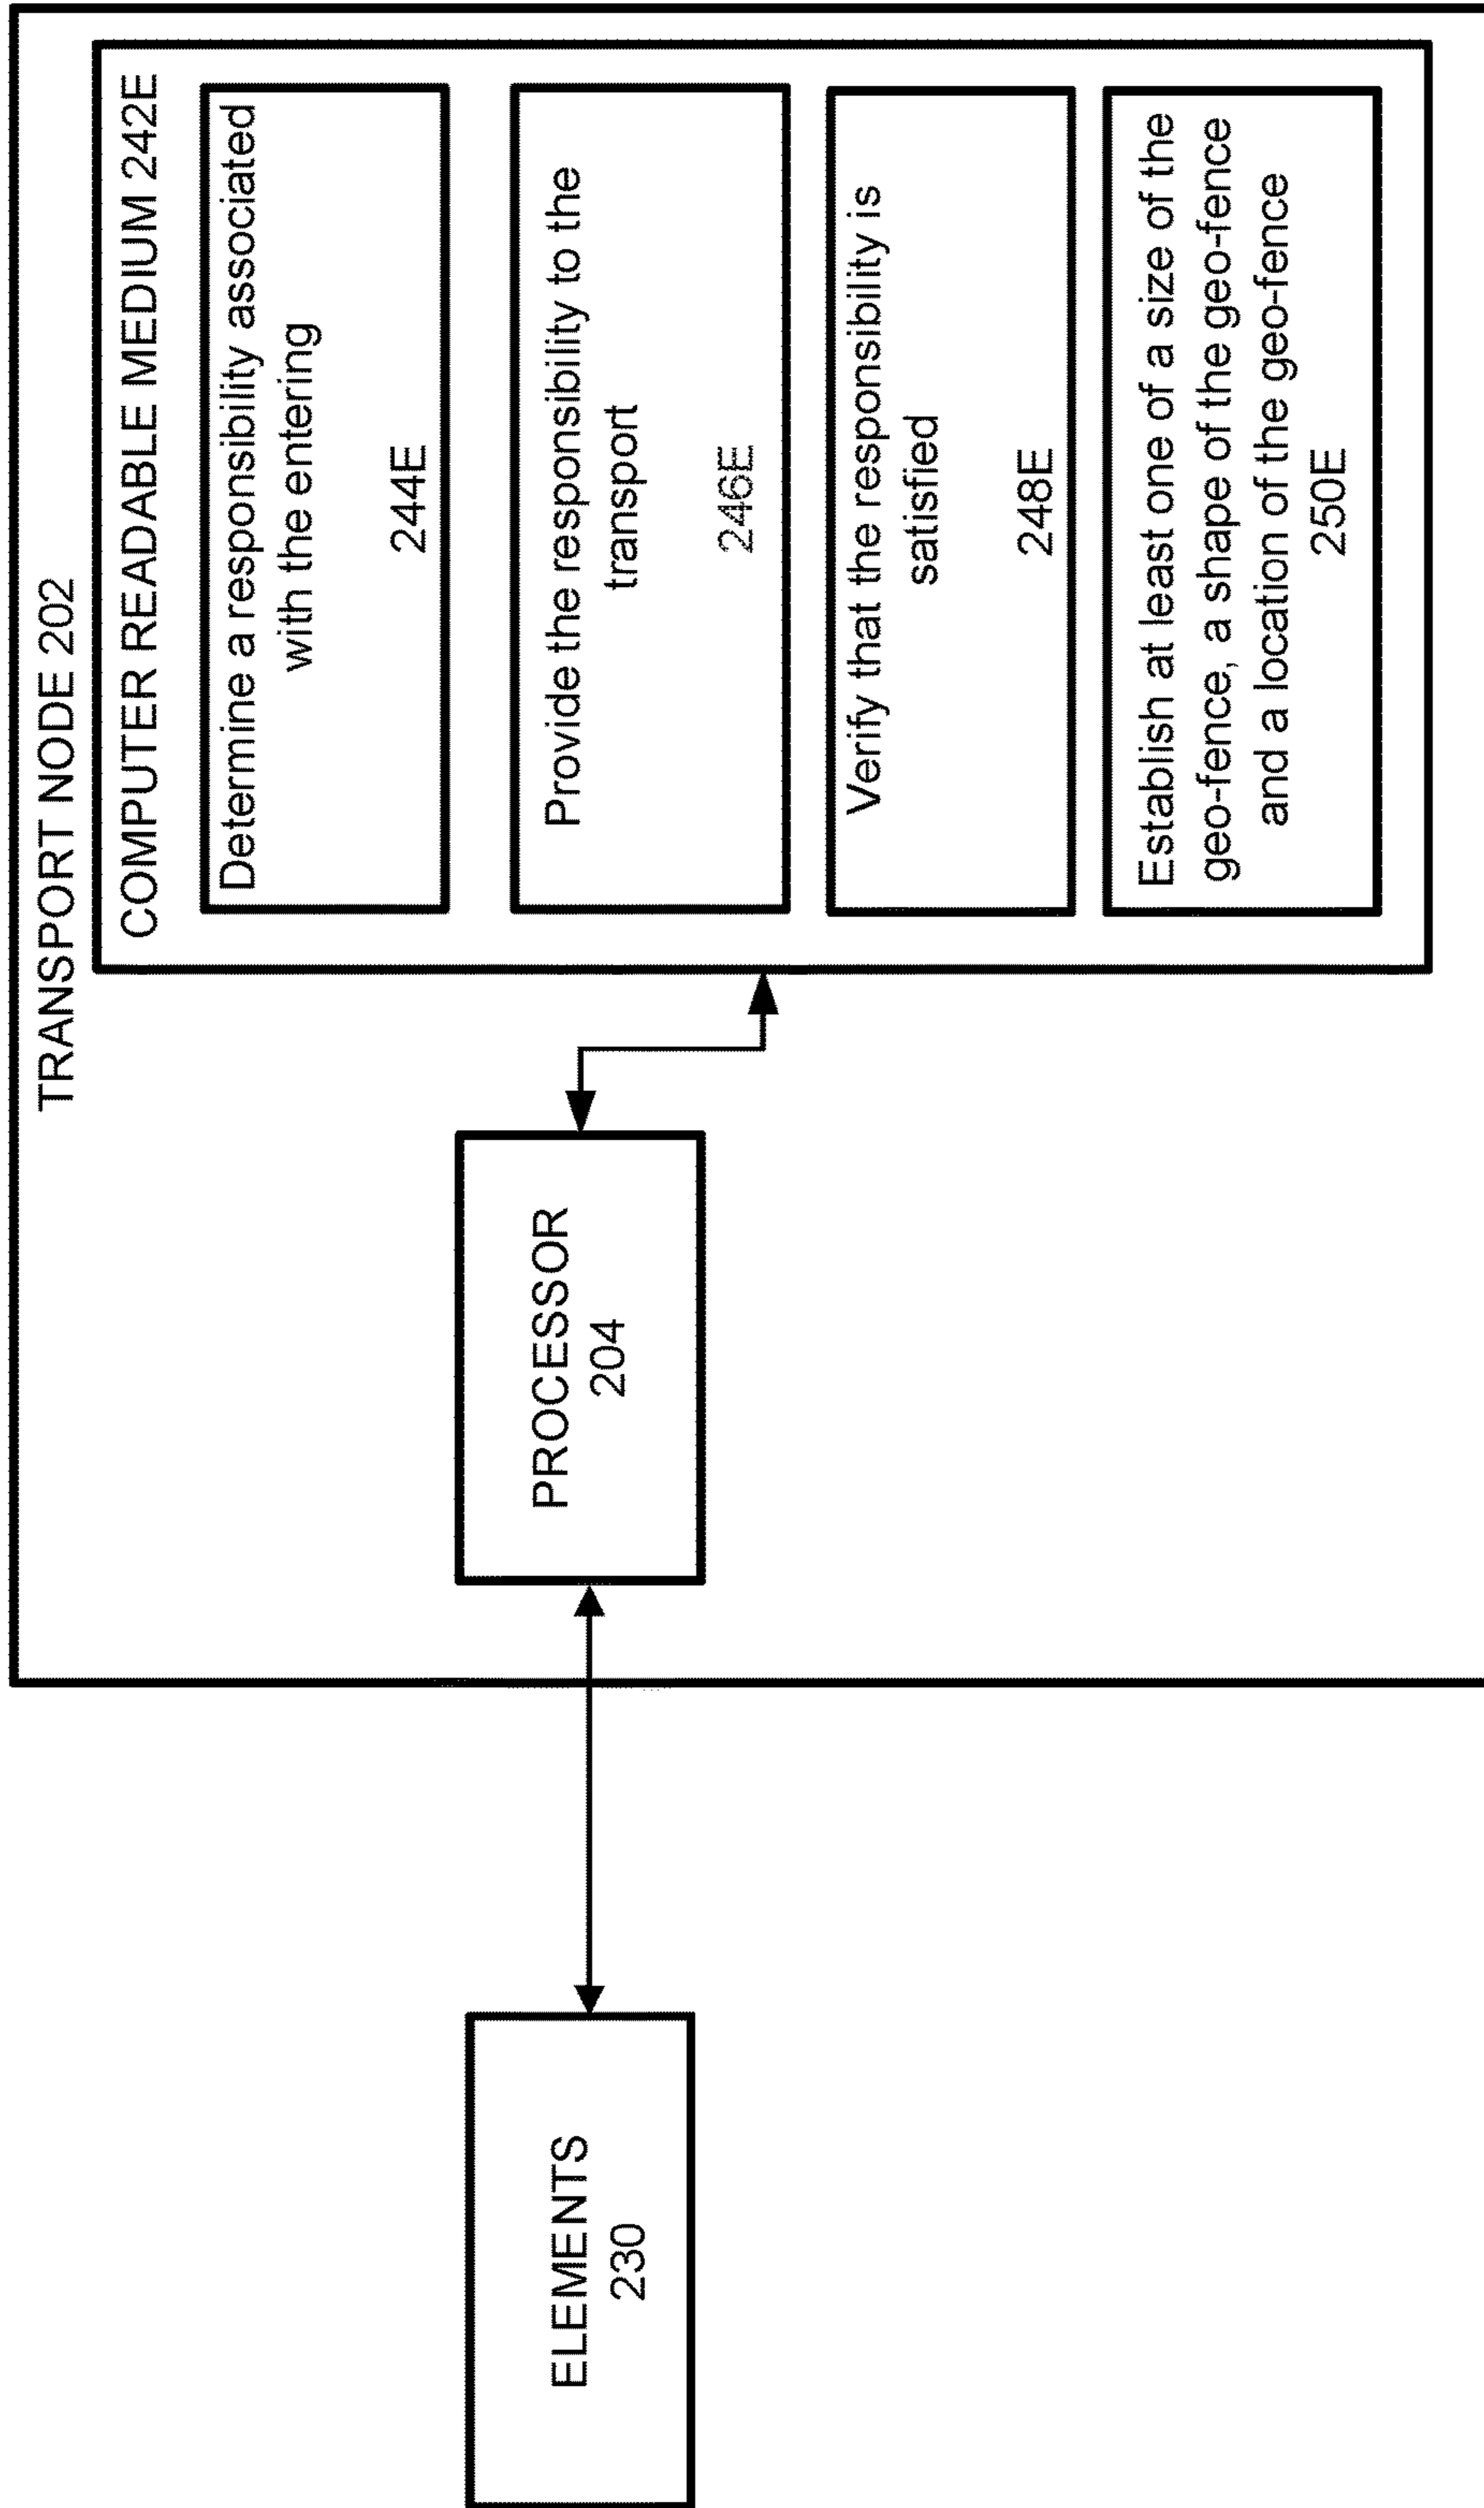 TRANSPORT NODE 202
COMPUTER READABLE MEDIUM 242E
Determine a responsibility associated
with the entering
244E
Provide the responsibility to the
transport
246E
Verify that the responsibility is
satisfied
248E
Establish at least one of a size of the
geo-fence, a shape of the geo-fence
and a location of the geo-fence
250E
PROCESSOR
204
ELEMENTS
230